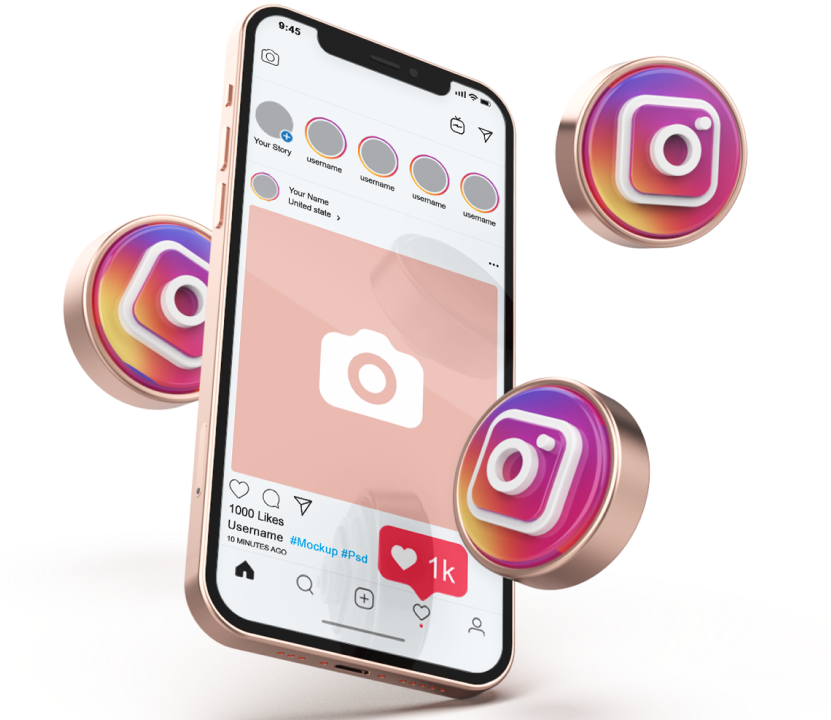 9:45
Your Story
username
username
username
username
Your Name
United state >
1000 Likes
Username #Mockup #Psd
10 MINUTES AGO
1k